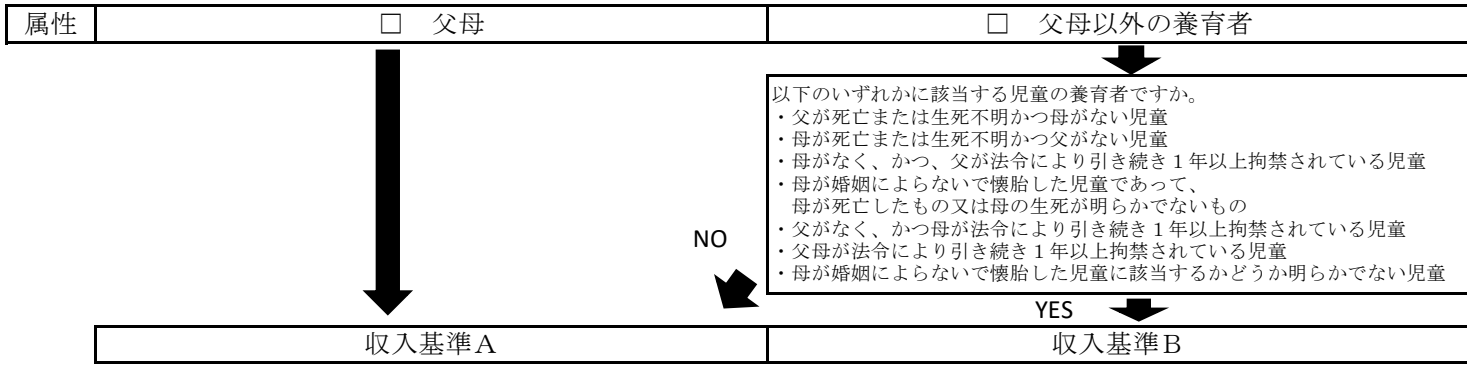 属性 □ 父母 □ 父母以外の養育者
以下のいずれかに該当する児童の養育者ですか。
・父が死亡または生死不明かつ母がない児童
・母が死亡または生死不明かつ父がない児童
・母がなく、かつ、父が法令により引き続き１年以上拘禁されている児童
・母が婚姻によらないで懐胎した児童であって、
母が死亡したもの又は母の生死が明らかでないもの
・父がなく、かつ母が法令により引き続き１年以上拘禁されている児童
・父母が法令により引き続き１年以上拘禁されている児童
・母が婚姻によらないで懐胎した児童に該当するかどうか明らかでない児童
NO
YES
収入基準Ａ 収入基準Ｂ